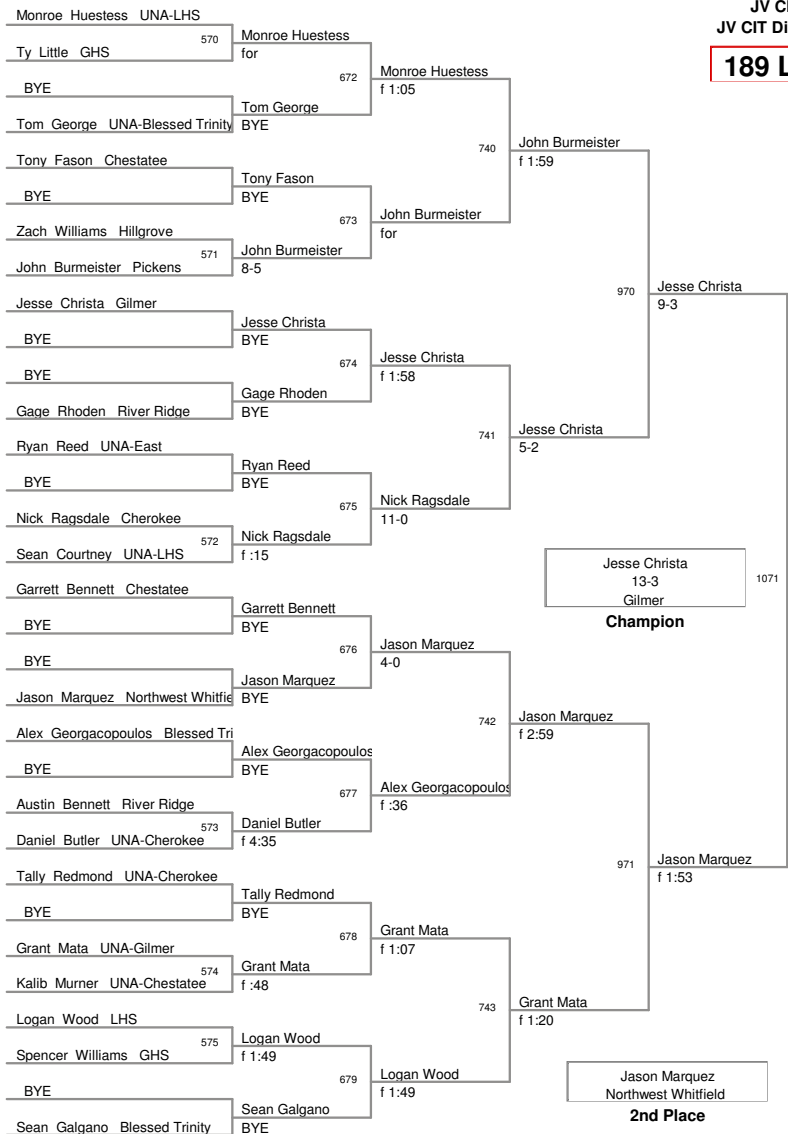 JV CI
JV CIT Di
189 L
Monroe Huestess UNA-LHS
570
Ty Little GHS
Monroe Huestess
for
BYE
Tom George UNA-Blessed Trinity
Tom George
BYE
672
Monroe Huestess
f 1:05
Tony Fason Chestatee
BYE
Tony Fason
BYE
Zach Williams Hillgrove
571
John Burmeister Pickens
John Burmeister
8-5
673
John Burmeister
for
740
John Burmeister
f 1:59
Jesse Christa Gilmer
BYE
Jesse Christa
BYE
BYE
Gage Rhoden River Ridge
Gage Rhoden
BYE
674
Jesse Christa
f 1:58
Ryan Reed UNA-East
BYE
Ryan Reed
BYE
Nick Ragsdale Cherokee
572
Sean Courtney UNA-LHS
Nick Ragsdale
f :15
675
Nick Ragsdale
11-0
741
Jesse Christa
5-2
970
Jesse Christa
9-3
Garrett Bennett Chestatee
BYE
Garrett Bennett
BYE
BYE
Jason Marquez Northwest Whitfie
Jason Marquez
BYE
676
Jason Marquez
4-0
Alex Georgacopoulos Blessed Tri
BYE
Alex Georgacopoulos
BYE
Austin Bennett River Ridge
573
Daniel Butler UNA-Cherokee
Daniel Butler
f 4:35
677
Alex Georgacopoulos
f :36
742
Jason Marquez
f 2:59
Tally Redmond UNA-Cherokee
BYE
Tally Redmond
BYE
Grant Mata UNA-Gilmer
574
Kalib Murner UNA-Chestatee
Grant Mata
f :48
678
Grant Mata
f 1:07
Logan Wood LHS
575
Spencer Williams GHS
Logan Wood
f 1:49
BYE
Sean Galgano Blessed Trinity
Sean Galgano
BYE
679
Logan Wood
f 1:49
743
Grant Mata
f 1:20
971
Jason Marquez
f 1:53
1071
Jesse Christa
13-3
Gilmer
Champion
Jason Marquez
Northwest Whitfield
2nd Place